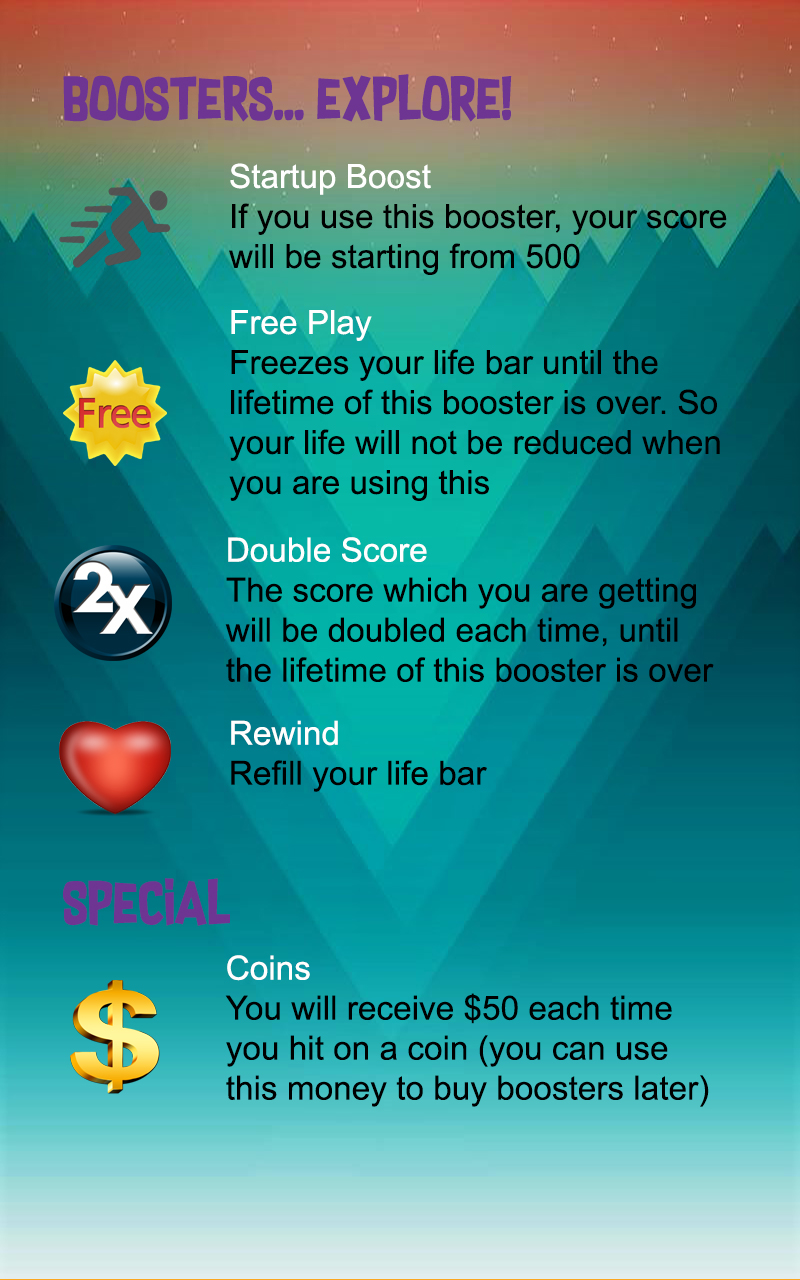 BOOSTERS... EXPLORE!
Startup Boost
If you use this booster, your score
will be starting from 500
Free Play
Freezes your life bar until the
lifetime of this booster is over. So
your life will not be reduced when
you are using this
Free
Double Score
The score which you are getting
will be doubled each time, until
the lifetime of this booster is over
2X
Rewind
Refill your life bar
SPECiAL
Coins
You will receive $50 each time
you hit on a coin (you can use
this money to buy boosters later)
$